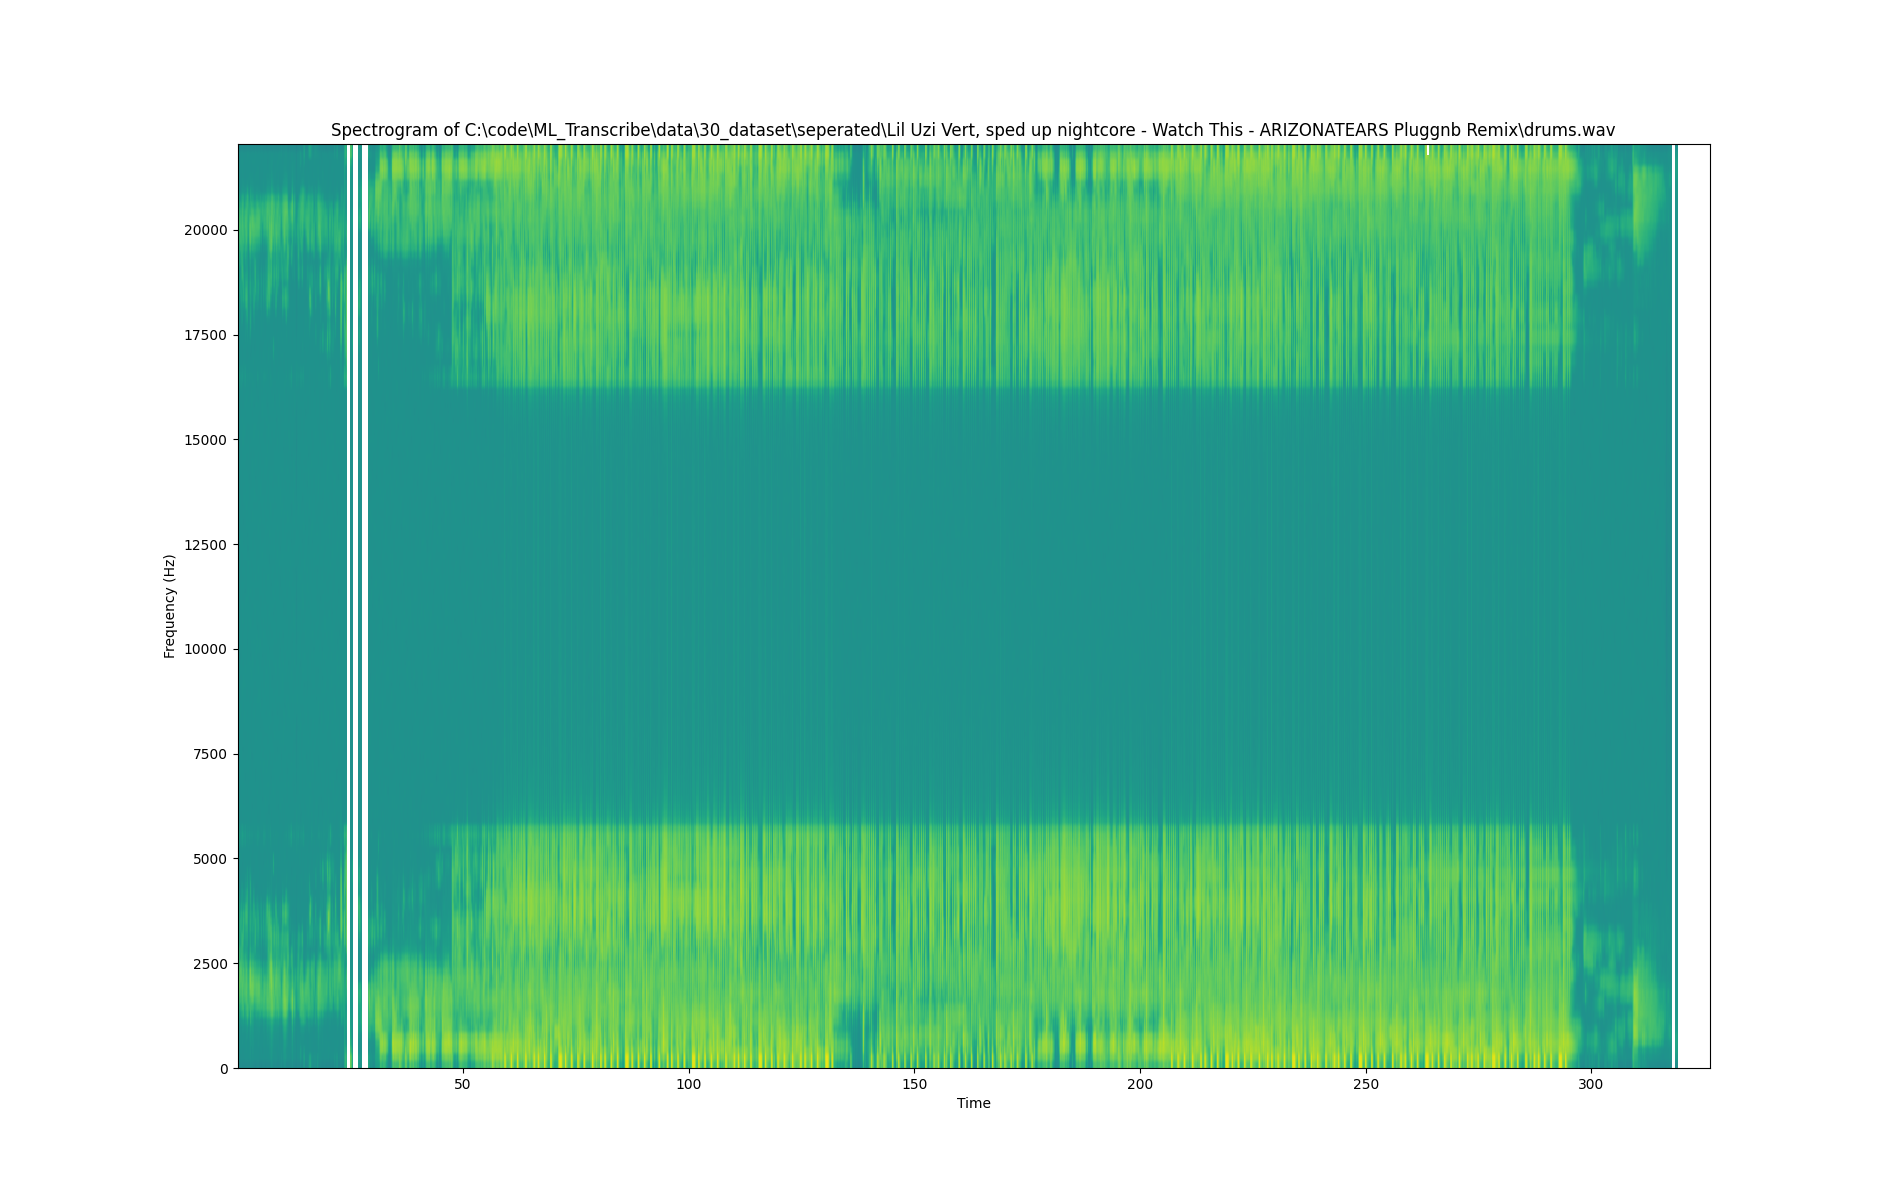 Spectrogram of C:\code\ML_Transcribe\data\30_dataset\seperated\Lil Uzi Vert, sped up nightcore - Watch This - ARIZONATEARS Pluggnb Remix\drums.wav
Frequency (Hz)
20000
17500
15000
12500
10000
7500
5000
2500
0
50 100 150 200 250 300
Time